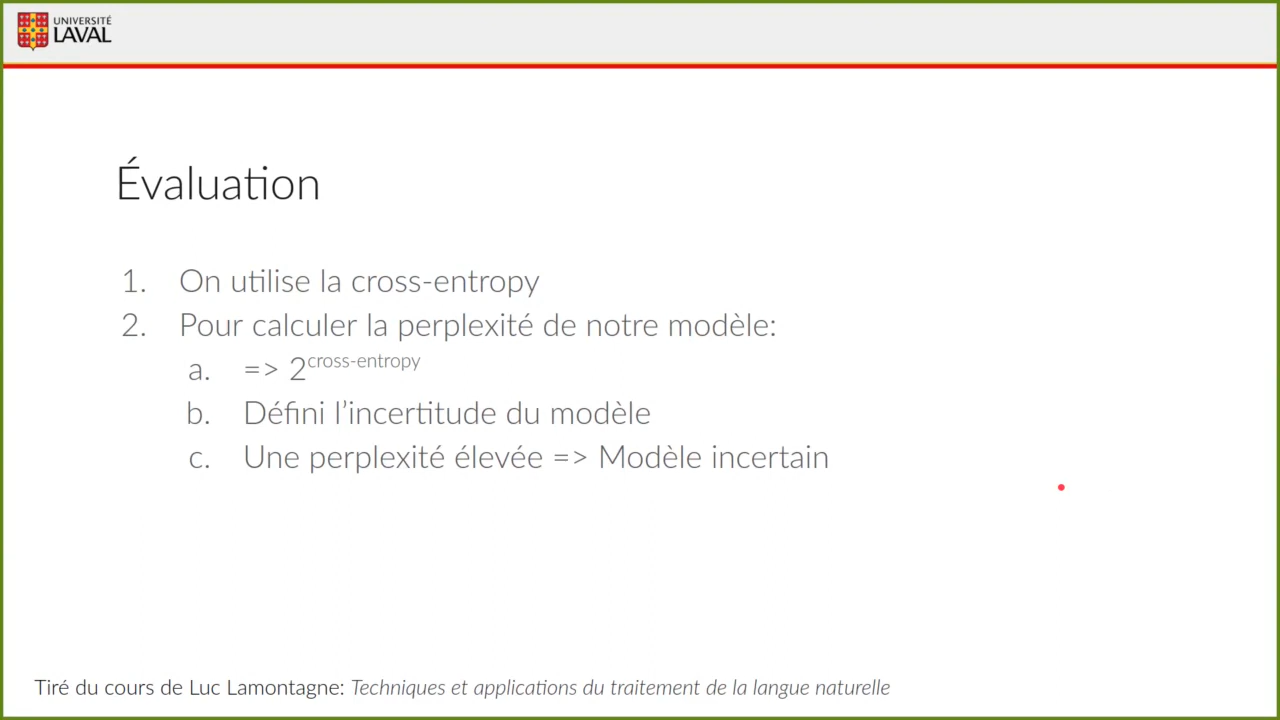 UNIVERSITÉ
LAVAL
Évaluation
1. On utilise la cross-entropy
2. Pour calculer la perplexité de notre modèle:
a. => 2^cross-entropy
b. Défini l’incertitude du modèle
c. Une perplexité élevée => Modèle incertain
Tiré du cours de Luc Lamontagne: Techniques et applications du traitement de la langue naturelle